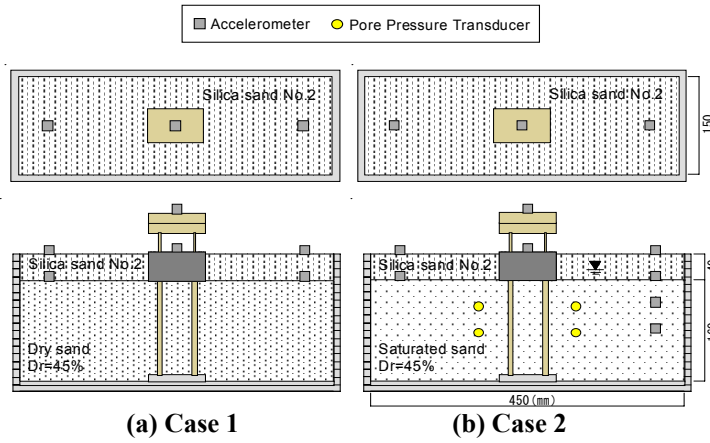 Accelerometer Pore Pressure Transducer
Silica sand No.2
Silica sand No.2
150
Silica sand No.2
Silica sand No.2
Dry sand
Dr=45%
Saturated sand
Dr=45%
450(mm)
(a) Case 1
(b) Case 2